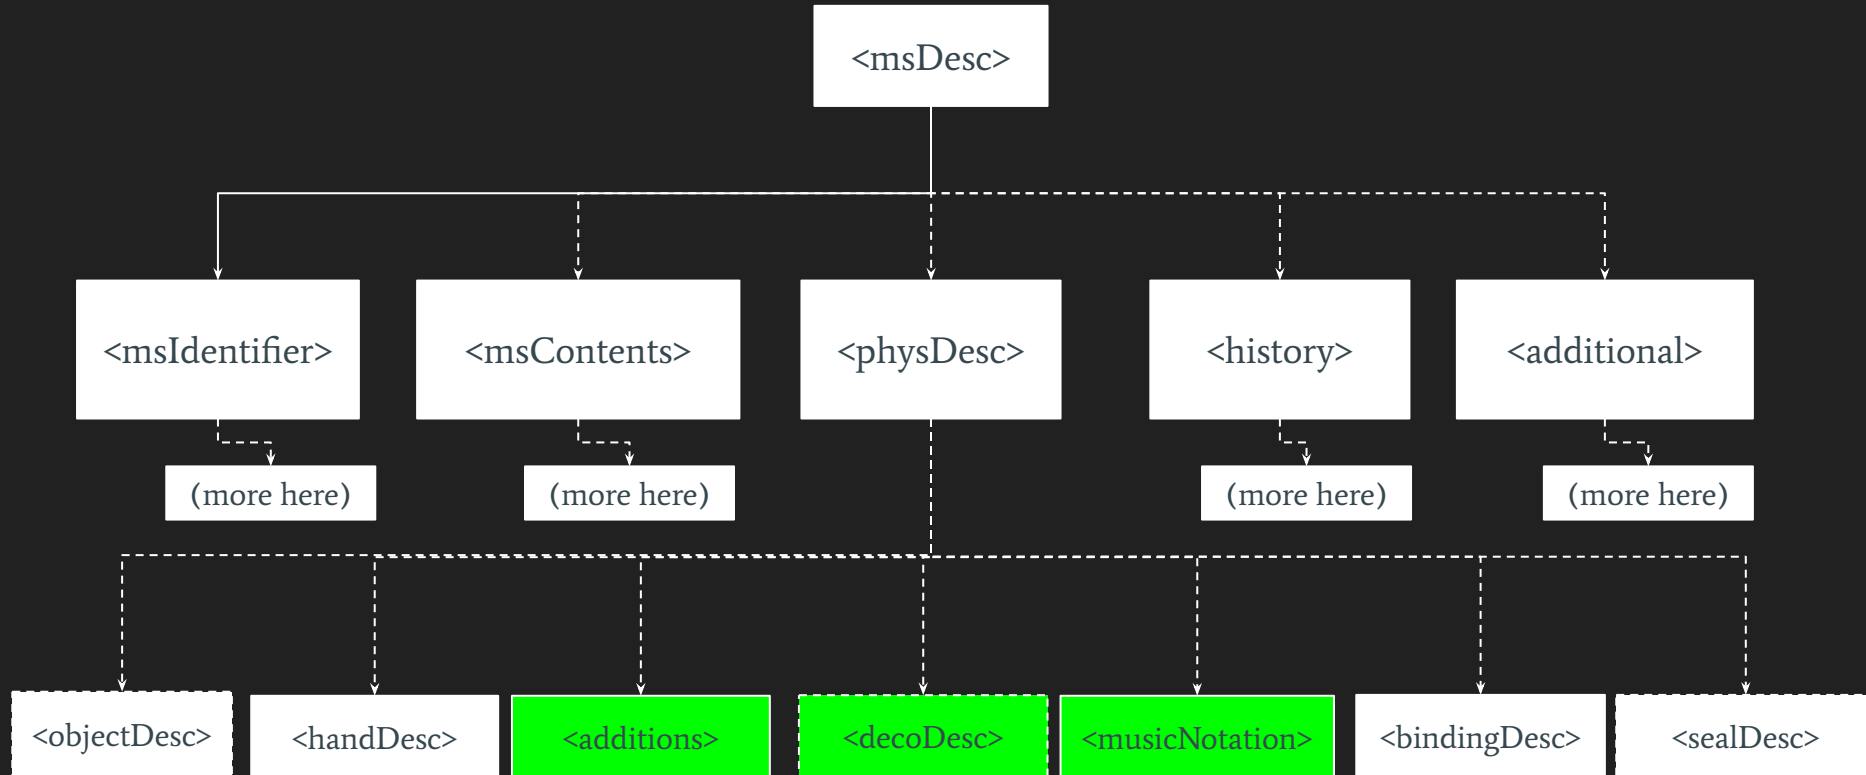 <msDesc>
<msIdentifier>
<msContents>
<physDesc>
<history>
<additional>
(more here)
(more here)
(more here)
(more here)
<objectDesc>
<handDesc>
<additions>
<decoDesc>
<musicNotation>
<bindingDesc>
<sealDesc>